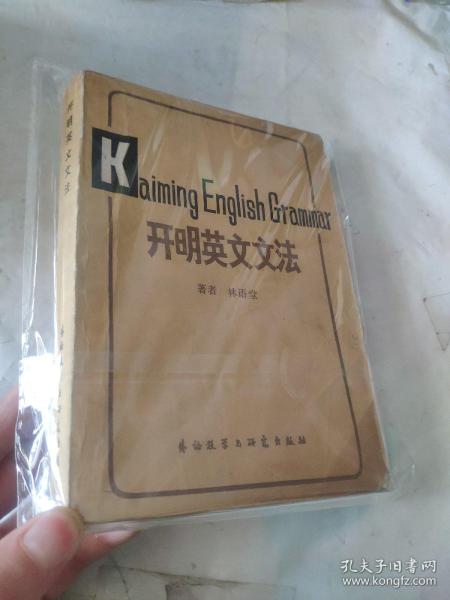 开明英文文法
Kaiming English Grammar
开明英文文法
著者 林语堂
外语教学与研究出版社
孔夫子旧书网
www.kongfz.com